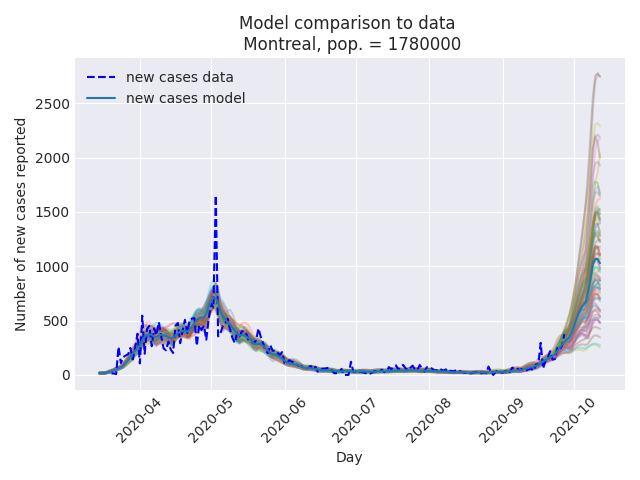 Model comparison to data
Montreal, pop. = 1780000
new cases data
new cases model
Number of new cases reported
2500
2000
1500
1000
500
0
2020-04
2020-05
2020-06
2020-07
2020-08
2020-09
2020-10
Day